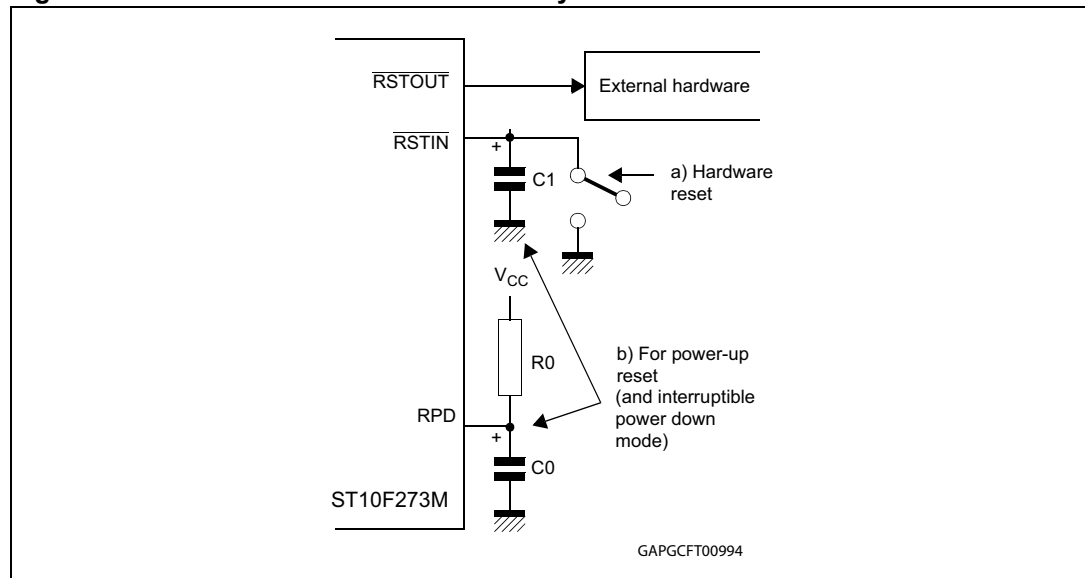 RSTOUT
External hardware
RSTIN
+
C1
a) Hardware
reset
VCC
R0
b) For power-up
reset
(and interruptible
power down
mode)
RPD
+
C0
ST10F273M
GAPGCFT00994